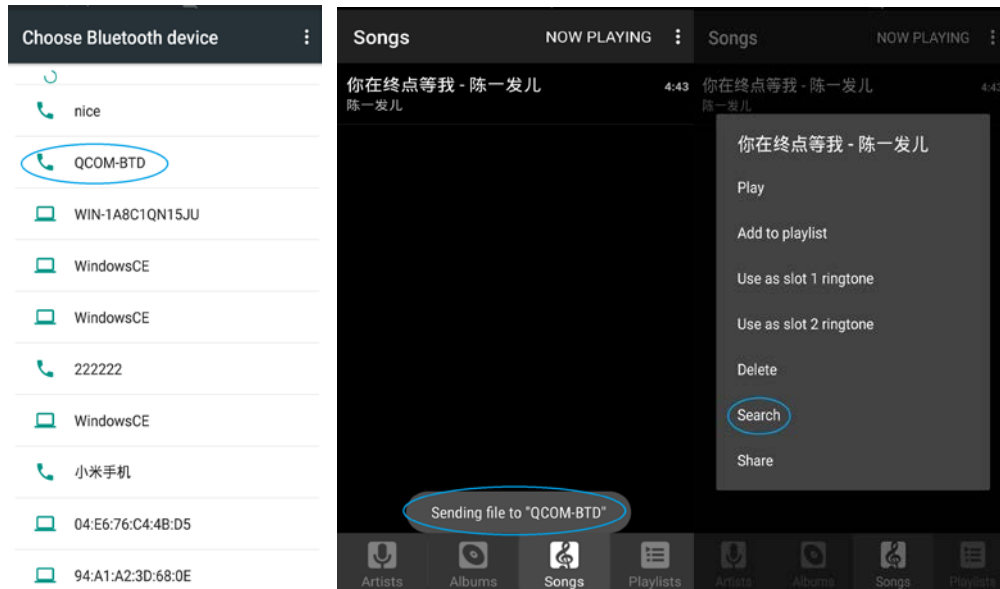 Choose Bluetooth device
nice
QCOM-BTD
WIN-1A8C1QN15JU
WindowsCE
WindowsCE
222222
WindowsCE
小米手机
04:E6:76:C4:4B:D5
94:A1:A2:3D:68:0E
Songs NOW PLAYING
你在终点等我 - 陈一发儿 4:43
陈一发儿
Sending file to "QCOM-BTD"
Artists Albums Songs Playlists
Songs NOW PLAYING
你在终点等我 - 陈一发儿 4:43
陈一发儿
你在终点等我 - 陈一发儿
Play
Add to playlist
Use as slot 1 ringtone
Use as slot 2 ringtone
Delete
Search
Share
Artists Albums Songs Playlists